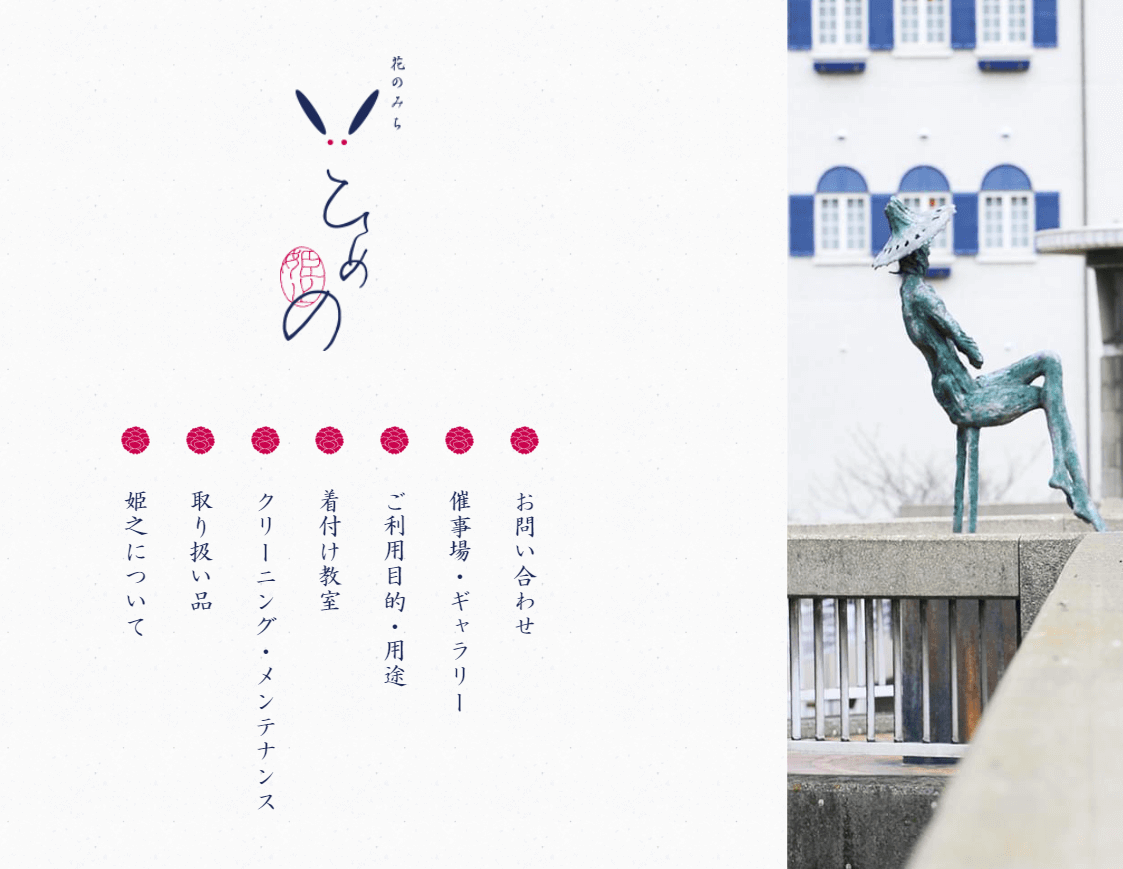 花のみち
ひめの
姫
お問い合わせ
催事場・ギャラリー
ご利用目的・用途
着付け教室
クリーニング・メンテナンス
取り扱い品
姫之について